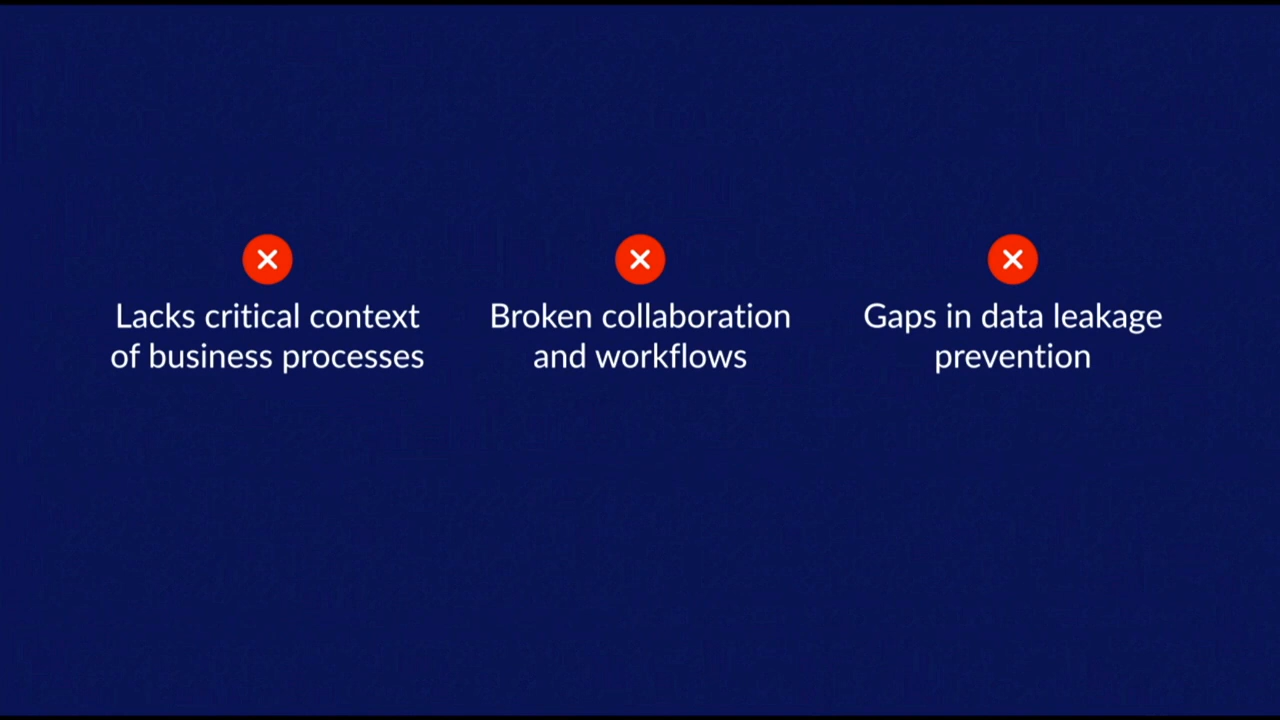 Lacks critical context
of business processes
Broken collaboration
and workflows
Gaps in data leakage
prevention